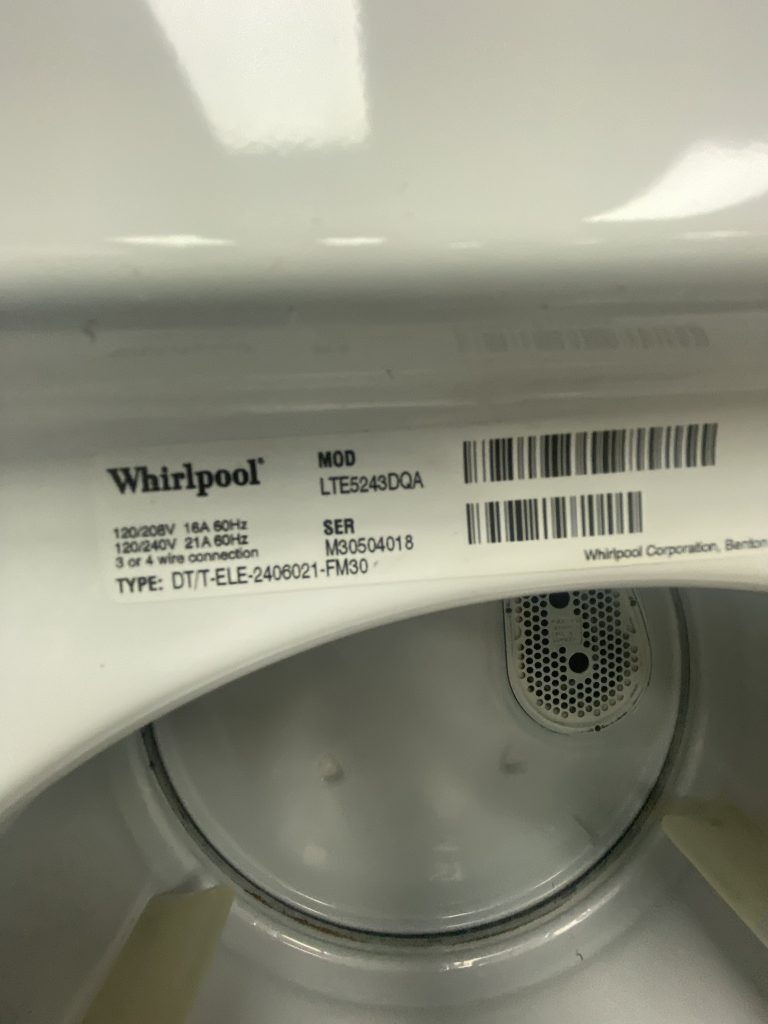 Whirlpool
MOD
LTE5243DQA
120/208V 16A 60Hz
120/240V 21A 60Hz
3 or 4 wire connection
SER
M30504018
TYPE: DT/T-ELE-2406021-FM30
Whirlpool Corporation, Benton